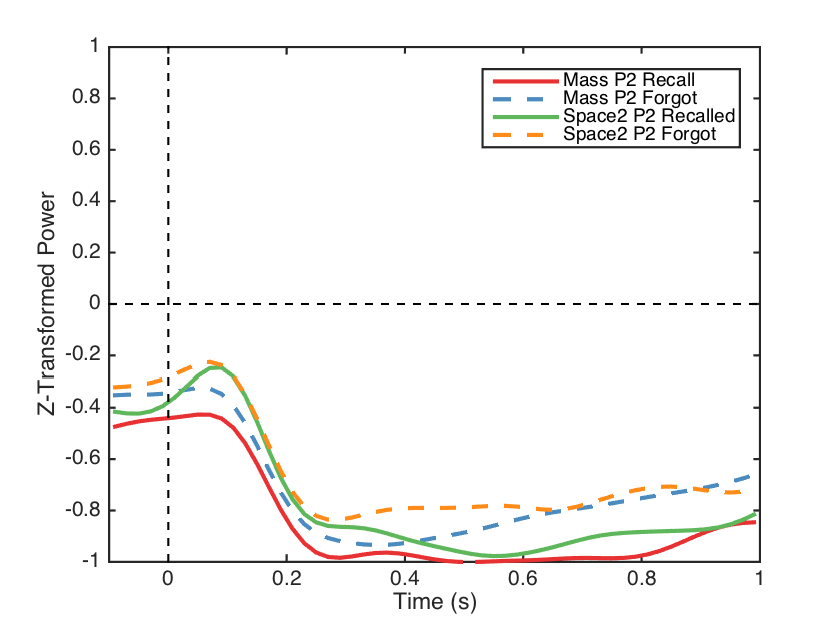 1
0.8
0.6
0.4
0.2
0
-0.2
-0.4
-0.6
-0.8
-1
Z-Transformed Power
Mass P2 Recall
Mass P2 Forgot
Space2 P2 Recalled
Space2 P2 Forgot
0
0.2
0.4
0.6
0.8
1
Time (s)